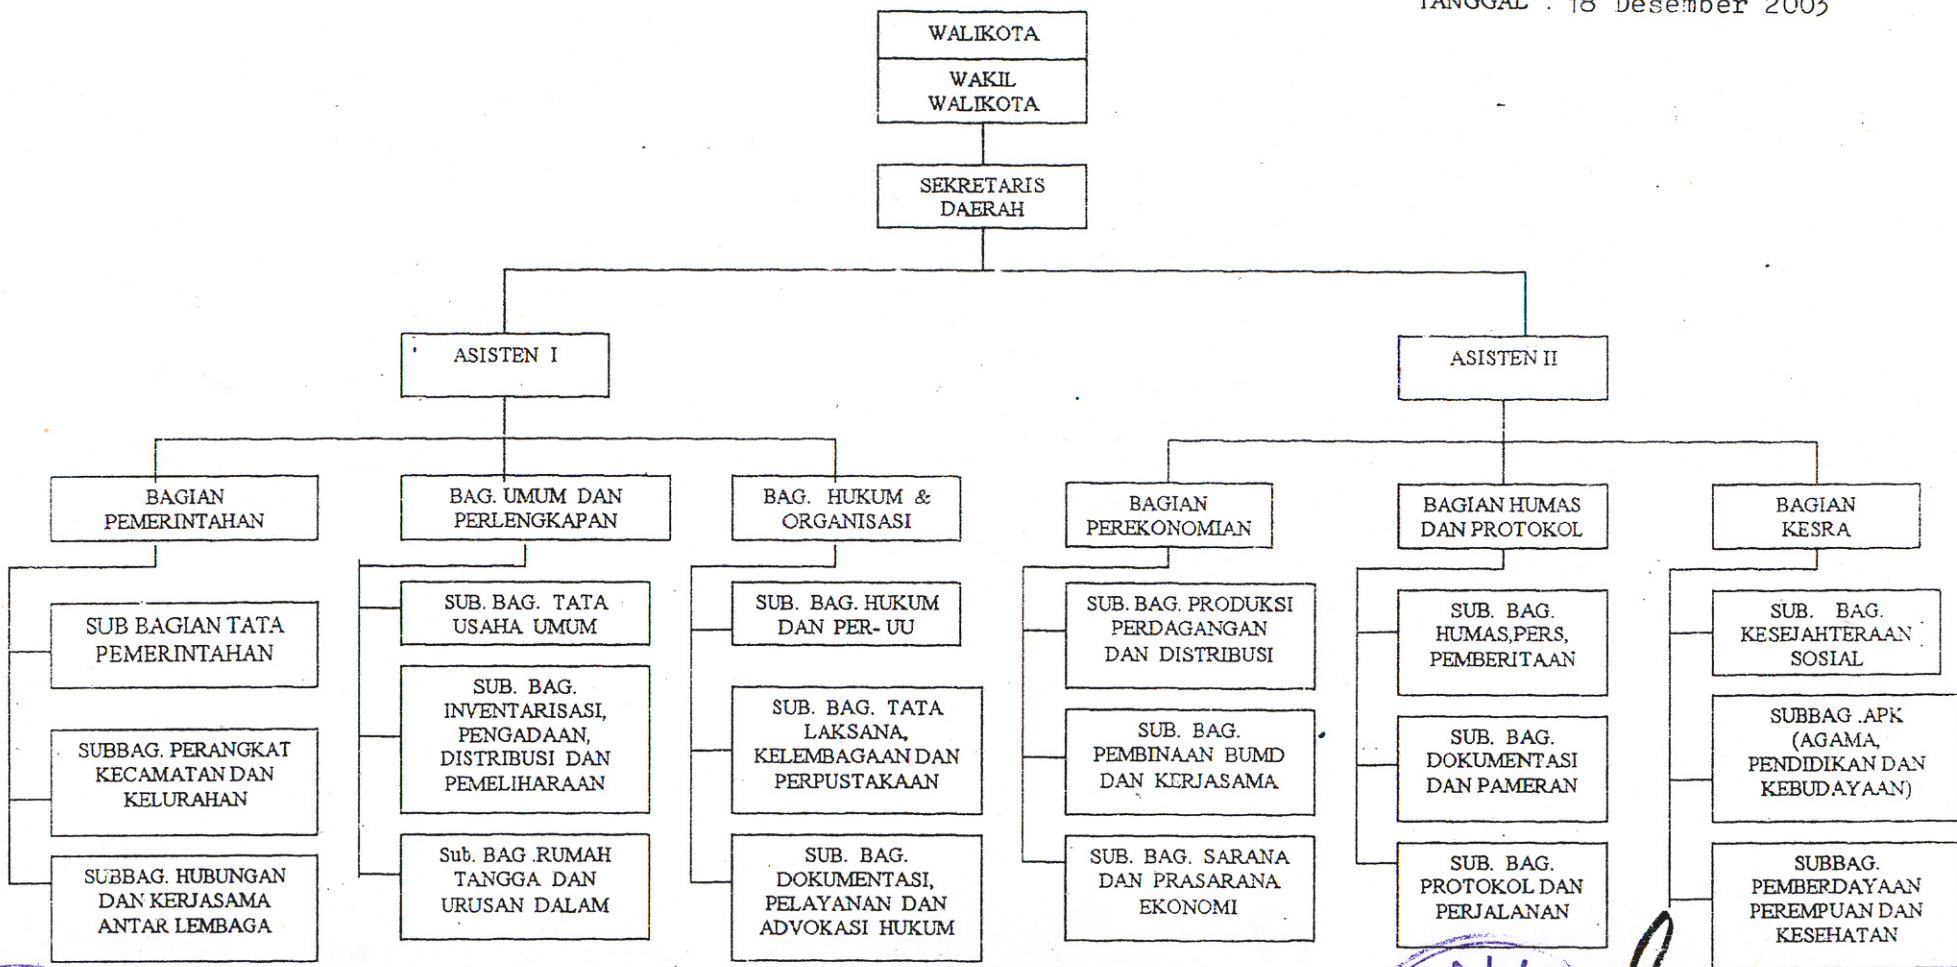 TANGGAL : 18 Desember 2003
WALIKOTA
WAKIL
WALIKOTA
SEKRETARIS
DAERAH
ASISTEN I
ASISTEN II
BAGIAN
PEMERINTAHAN
BAG. UMUM DAN
PERLENGKAPAN
BAG. HUKUM &
ORGANISASI
BAGIAN
PEREKONOMIAN
BAGIAN HUMAS
DAN PROTOKOL
BAGIAN
KESRA
SUB BAGIAN TATA
PEMERINTAHAN
SUBBAG. PERANGKAT
KECAMATAN DAN
KELURAHAN
SUBBAG. HUBUNGAN
DAN KERJASAMA
ANTAR LEMBAGA
SUB. BAG. TATA
USAHA UMUM
SUB. BAG.
INVENTARISASI,
PENGADAAN,
DISTRIBUSI DAN
PEMELIHARAAN
Sub. BAG .RUMAH
TANGGA DAN
URUSAN DALAM
SUB. BAG. HUKUM
DAN PER- UU
SUB. BAG. TATA
LAKSANA,
KELEMBAGAAN DAN
PERPUSTAKAAN
SUB. BAG.
DOKUMENTASI,
PELAYANAN DAN
ADVOKASI HUKUM
SUB. BAG. PRODUKSI
PERDAGANGAN
DAN DISTRIBUSI
SUB. BAG.
PEMBINAAN BUMD
DAN KERJASAMA
SUB. BAG. SARANA
DAN PRASARANA
EKONOMI
SUB. BAG.
HUMAS,PERS,
PEMBERITAAN
SUB. BAG.
DOKUMENTASI
DAN PAMERAN
SUB. BAG.
PROTOKOL DAN
PERJALANAN
SUB. BAG.
KESEJAHTERAAN
SOSIAL
SUBBAG .APK
(AGAMA,
PENDIDIKAN DAN
KEBUDAYAAN)
SUBBAG.
PEMBERDAYAAN
PEREMPUAN DAN
KESEHATAN